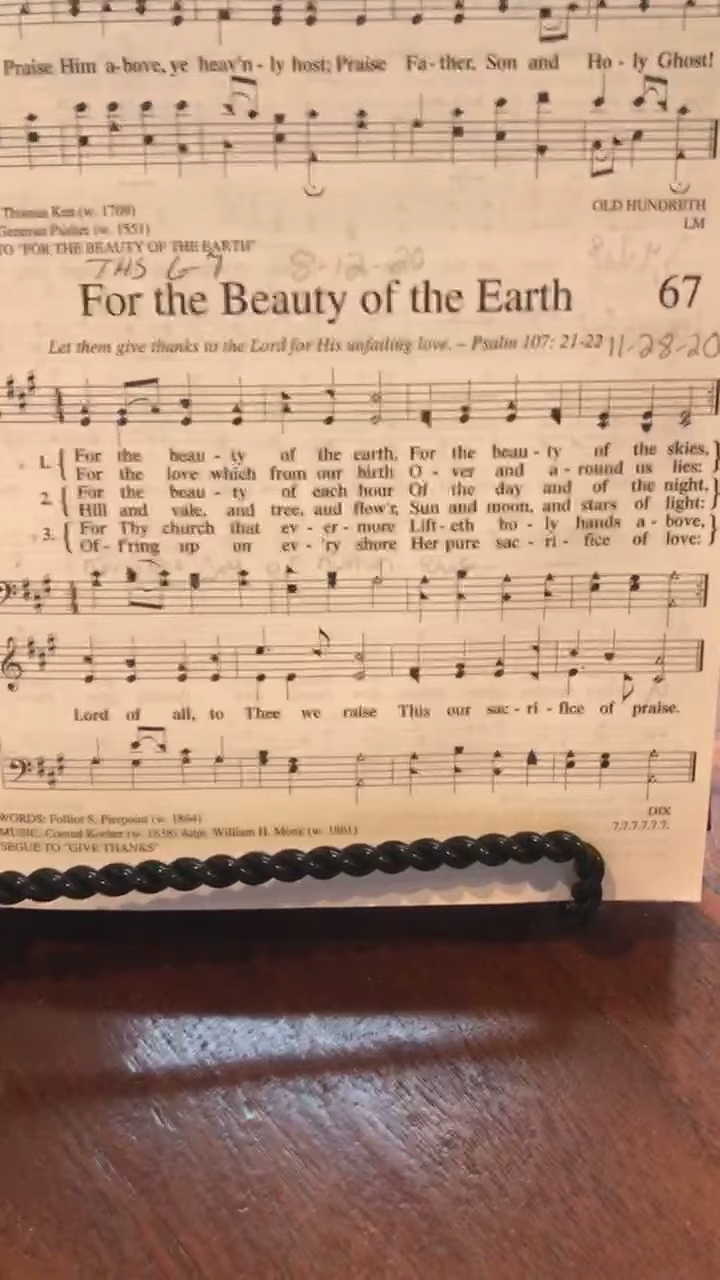 Praise Him a-bove, ye heav'n - ly host; Praise Fa-ther, Son and Ho - ly Ghost!
Thomas Ken (w. 1709)
Genevan Psalter (w. 1551)
TO "FOR THE BEAUTY OF THE EARTH"
OLD HUNDRETH
LM
THS 67 8-12-20
For the Beauty of the Earth 67
Let them give thanks to the Lord for His unfailing love. – Psalm 107: 21-22 11-28-20
1. For the beau - ty of the earth, For the beau - ty of the skies,
For the love which from our birth O - ver and a - round us lies:
2. For the beau - ty of each hour Of the day and of the night,
Hill and vale, and tree, and flow'r, Sun and moon, and stars of light:
3. For Thy church that ev - er - more Lift - eth ho - ly hands a - bove,
Of - f'ring up on ev - 'ry shore Her pure sac - ri - fice of love:
Lord of all, to Thee we raise This our sac - ri - fice of praise.
WORDS: Folliot S. Pierpoint (w. 1864)
MUSIC: Conrad Kocher (w. 1838) Adpt. William H. Monk (w. 1861)
SEGUE TO "GIVE THANKS"
DIX
7.7.7.7.7.7.